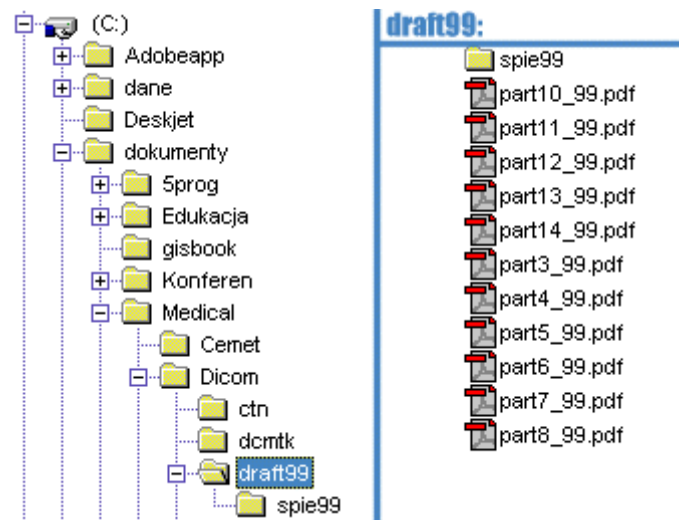 (C:)
Adobeapp
dane
Deskjet
dokumenty
5prog
Edukacja
gisbook
Konferen
Medical
Cemet
Dicom
ctn
dcmtk
draft99
spie99
draft99:
spie99
part10_99.pdf
part11_99.pdf
part12_99.pdf
part13_99.pdf
part14_99.pdf
part3_99.pdf
part4_99.pdf
part5_99.pdf
part6_99.pdf
part7_99.pdf
part8_99.pdf